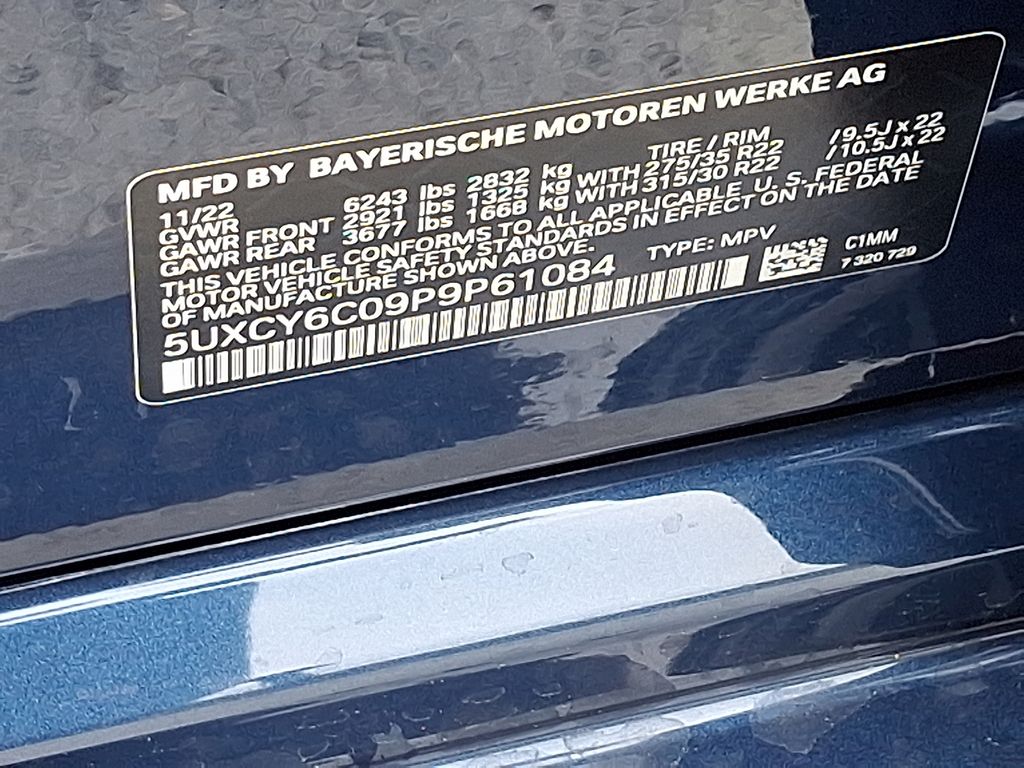 MFD BY BAYERISCHE MOTOREN WERKE AG
11/22 TIRE / RIM
GVWR 6243 lbs 2832 kg
GAWR FRONT 2921 lbs 1325 kg WITH 275/35 R22 /9.5J x 22
GAWR REAR 3677 lbs 1668 kg WITH 315/30 R22 /10.5J x 22
THIS VEHICLE CONFORMS TO ALL APPLICABLE U. S. FEDERAL
MOTOR VEHICLE SAFETY STANDARDS IN EFFECT ON THE DATE
OF MANUFACTURE SHOWN ABOVE.
5UXCY6C09P9P61084 TYPE: MPV
C1MM
7 320 729